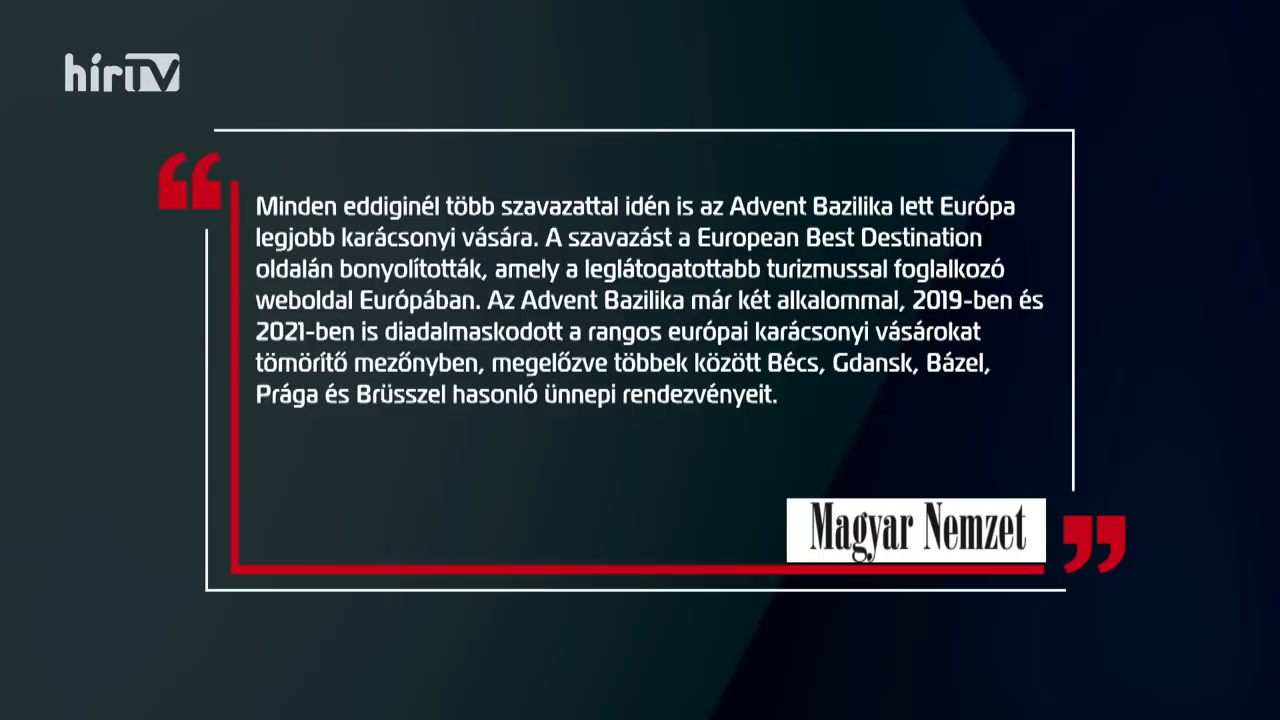 hírTV
Minden eddiginél több szavazattal idén is az Advent Bazilika lett Európa
legjobb karácsonyi vására. A szavazást a European Best Destination
oldalán bonyolították, amely a leglátogatottabb turizmussal foglalkozó
weboldal Európában. Az Advent Bazilika már két alkalommal, 2019-ben és
2021-ben is diadalmaskodott a rangos európai karácsonyi vásárokat
tömörítő mezőnyben, megelőzve többek között Bécs, Gdansk, Bázel,
Prága és Brüsszel hasonló ünnepi rendezvényeit.
Magyar Nemzet